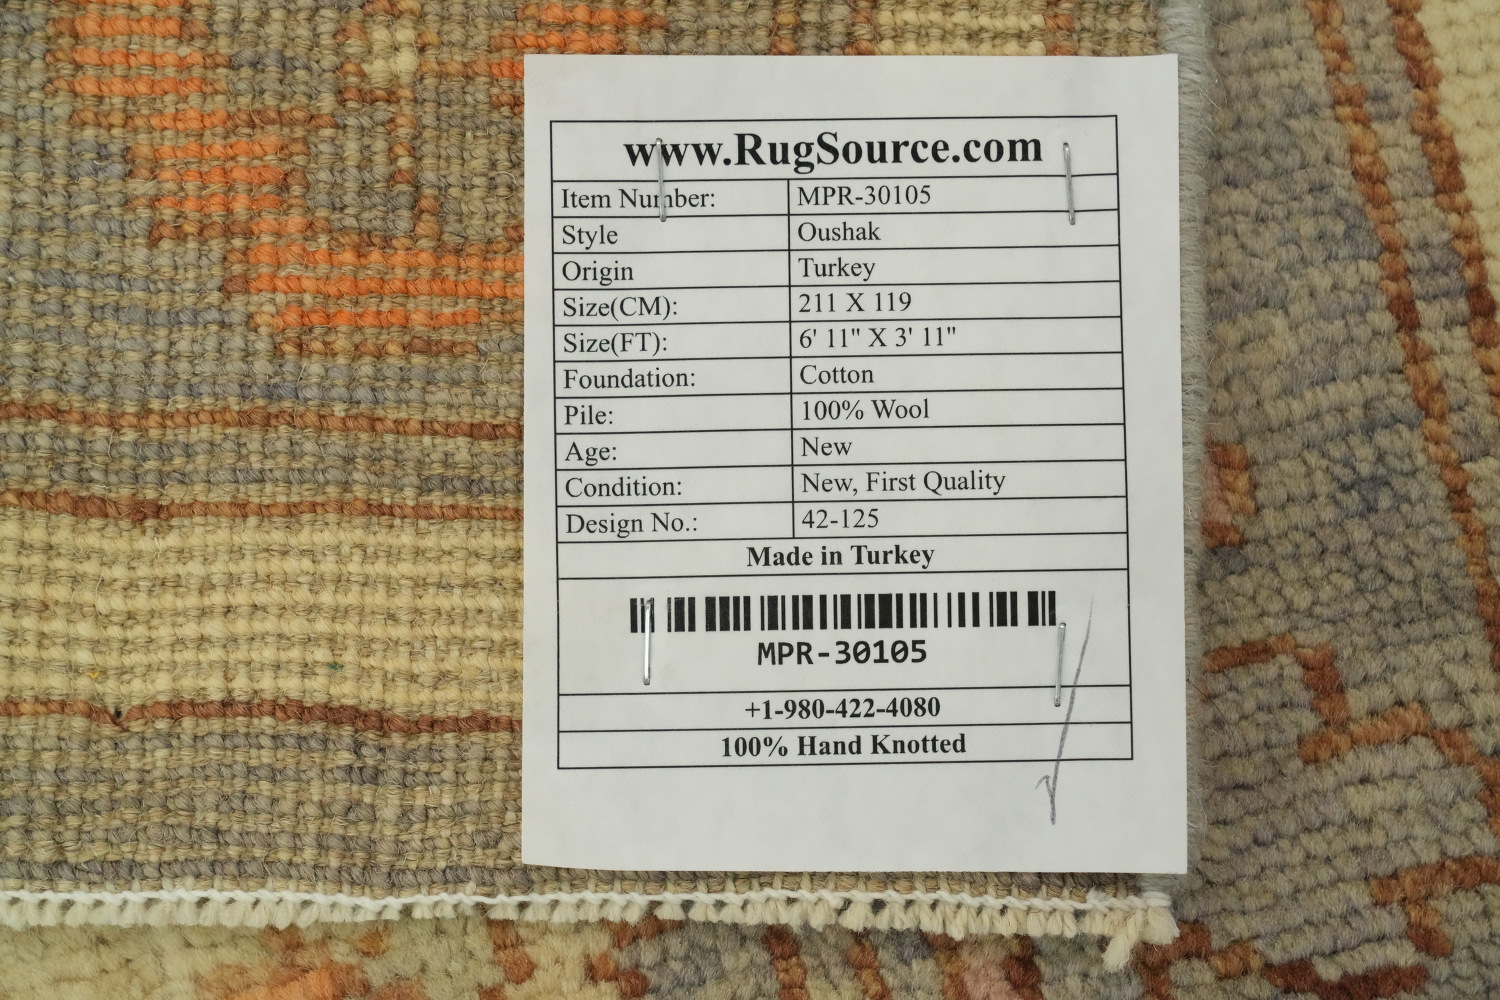 www.RugSource.com
Item Number: MPR-30105
Style Oushak
Origin Turkey
Size(CM): 211 X 119
Size(FT): 6' 11" X 3' 11"
Foundation: Cotton
Pile: 100% Wool
Age: New
Condition: New, First Quality
Design No.: 42-125
Made in Turkey
MPR-30105
+1-980-422-4080
100% Hand Knotted